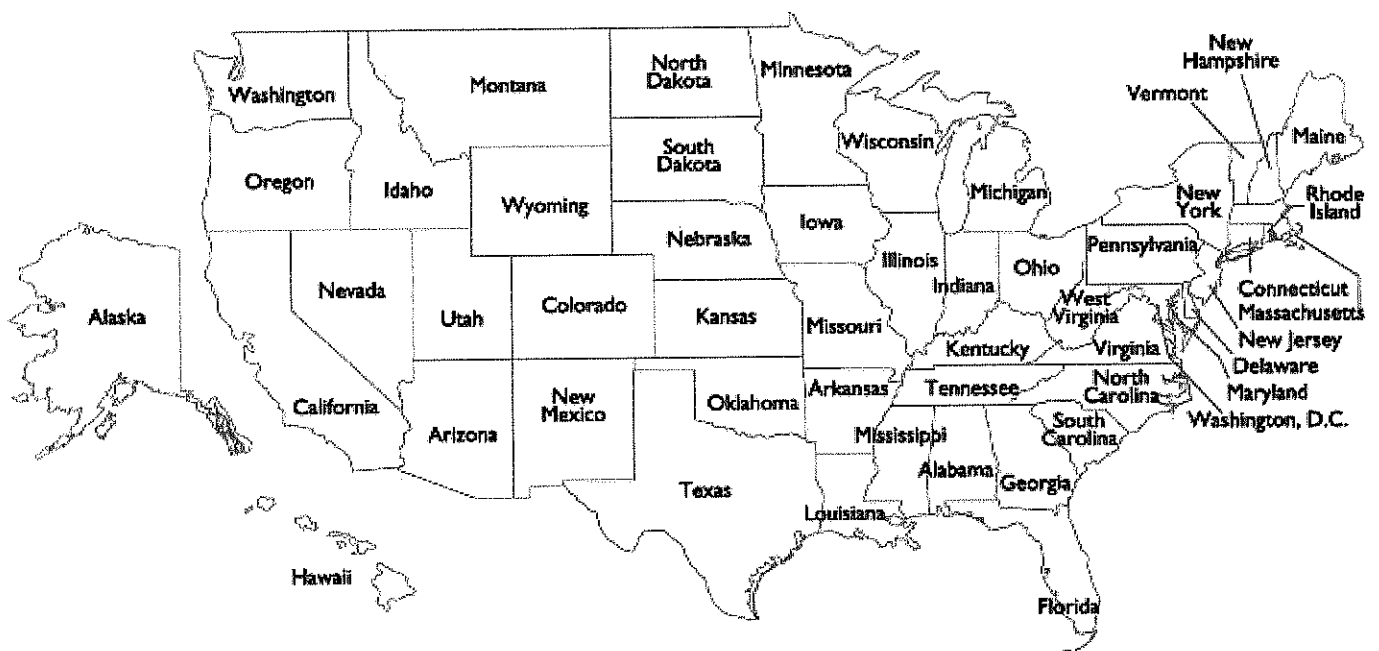 New
Hampshire
Vermont
Washington
Montana
North
Dakota
Minnesota
Maine
Wisconsin
South
Dakota
Oregon
Idaho
Michigan
Wyoming
New
York
Rhode
Island
Iowa
Nebraska
Pennsylvania
Illinois
Ohio
Indiana
Nevada
Utah
Colorado
Kansas
Missouri
West
Virginia
Connecticut
Massachusetts
Alaska
New Jersey
Kentucky
Virginia
Delaware
Maryland
Washington, D.C.
California
Arizona
New
Mexico
Oklahoma
Arkansas
Tennessee
North
Carolina
South
Carolina
Mississippi
Alabama
Georgia
Texas
Louisiana
Hawaii
Florida